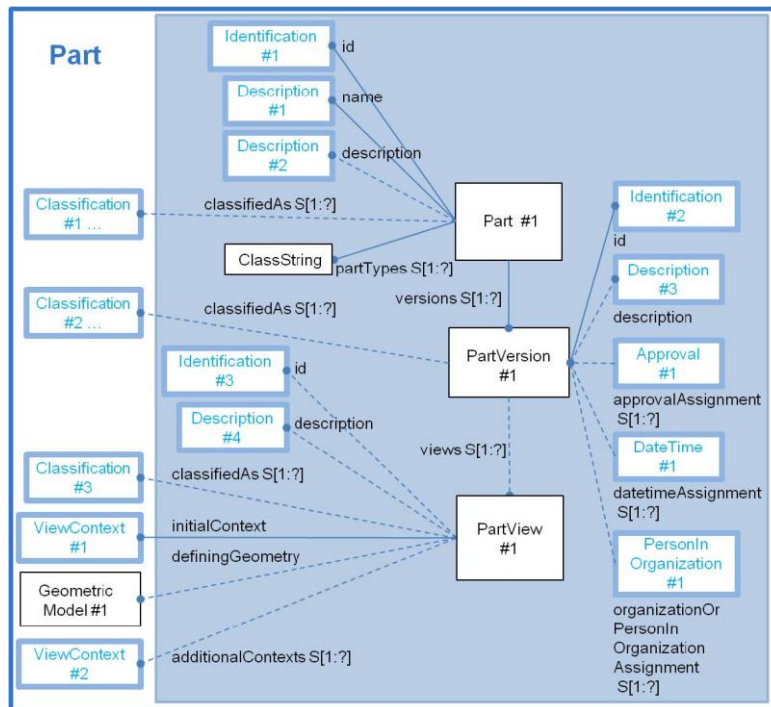 Part
Identification
#1
id
Description
#1
name
Description
#2
description
Classification
#1 ...
classifiedAs S[1:?]
Part #1
Identification
#2
id
ClassString
partTypes S[1:?]
versions S[1:?]
Description
#3
description
Classification
#2 ...
classifiedAs S[1:?]
PartVersion
#1
Approval
#1
approvalAssignment
S[1:?]
Identification
#3
id
Description
#4
description
views S[1:?]
DateTime
#1
datetimeAssignment
S[1:?]
Classification
#3
classifiedAs S[1:?]
ViewContext
#1
initialContext
PartView
#1
definingGeometry
Geometric
Model #1
PersonIn
Organization
#1
organizationOr
PersonIn
Organization
Assignment
S[1:?]
ViewContext
#2
additionalContexts S[1:?]